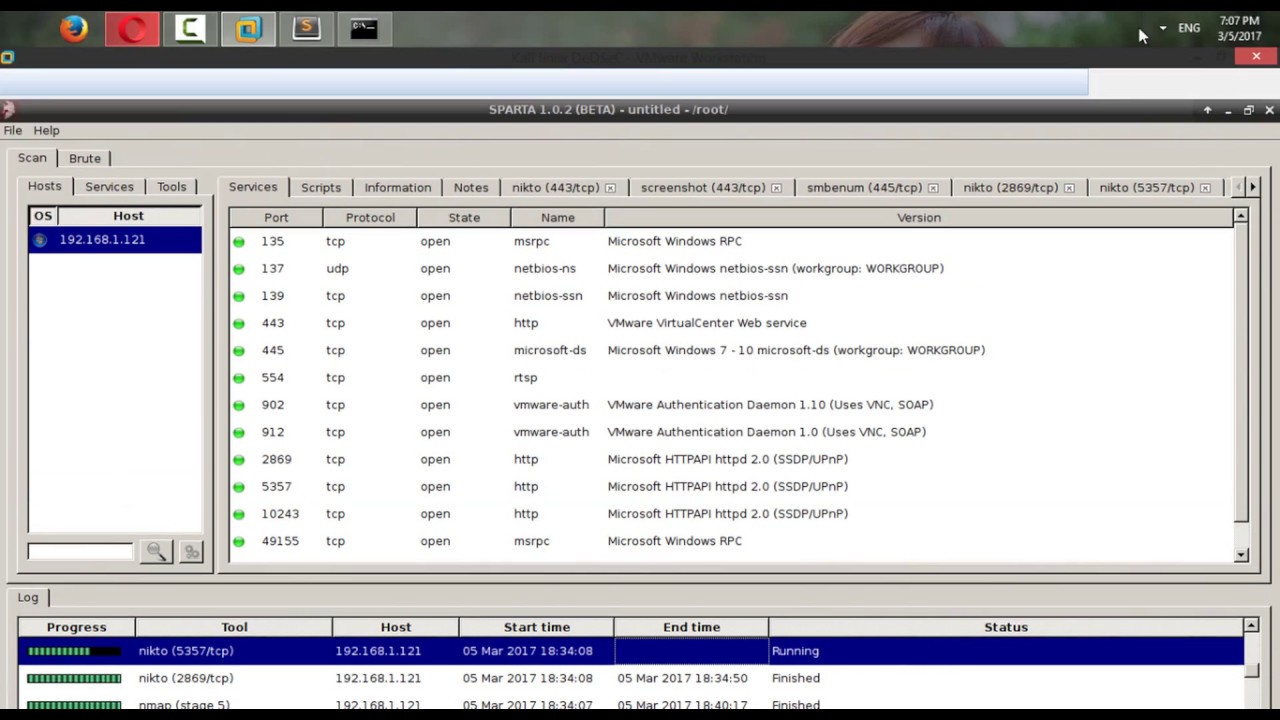 7:07 PM
ENG
3/5/2017
SPARTA 1.0.2 (BETA) - untitled - /root/
File Help
Scan Brute
Hosts Services Tools
Services Scripts Information Notes nikto (443/tcp) screenshot (443/tcp) smbenum (445/tcp) nikto (2869/tcp) nikto (5357/tcp)
OS Host
192.168.1.121
Port Protocol State Name Version
135 tcp open msrpc Microsoft Windows RPC
137 udp open netbios-ns Microsoft Windows netbios-ssn (workgroup: WORKGROUP)
139 tcp open netbios-ssn Microsoft Windows netbios-ssn
443 tcp open http VMware VirtualCenter Web service
445 tcp open microsoft-ds Microsoft Windows 7 - 10 microsoft-ds (workgroup: WORKGROUP)
554 tcp open rtsp
902 tcp open vmware-auth VMware Authentication Daemon 1.10 (Uses VNC, SOAP)
912 tcp open vmware-auth VMware Authentication Daemon 1.0 (Uses VNC, SOAP)
2869 tcp open http Microsoft HTTPAPI httpd 2.0 (SSDP/UPnP)
5357 tcp open http Microsoft HTTPAPI httpd 2.0 (SSDP/UPnP)
10243 tcp open http Microsoft HTTPAPI httpd 2.0 (SSDP/UPnP)
49155 tcp open msrpc Microsoft Windows RPC
Log
Progress Tool Host Start time End time Status
nikto (5357/tcp) 192.168.1.121 05 Mar 2017 18:34:08 Running
nikto (2869/tcp) 192.168.1.121 05 Mar 2017 18:34:08 05 Mar 2017 18:34:50 Finished
nmap (stage 5) 192.168.1.121 05 Mar 2017 18:34:07 05 Mar 2017 18:40:17 Finished